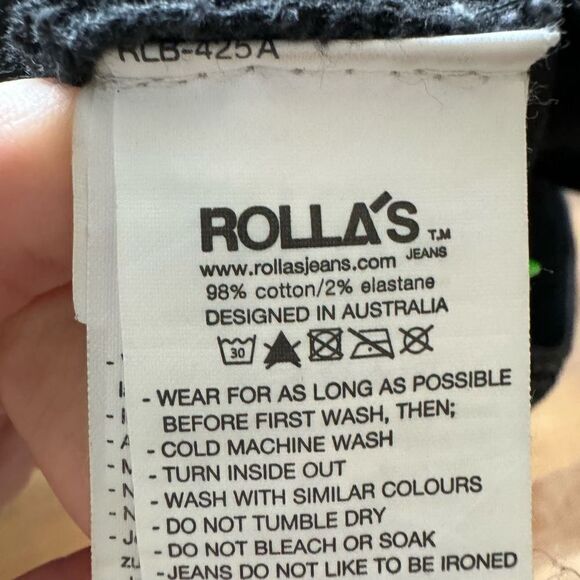 RLB-425A
ROLLA'S T.M
JEANS
www.rollasjeans.com
98% cotton/2% elastane
DESIGNED IN AUSTRALIA
30
- WEAR FOR AS LONG AS POSSIBLE
BEFORE FIRST WASH, THEN;
- COLD MACHINE WASH
- TURN INSIDE OUT
- WASH WITH SIMILAR COLOURS
- DO NOT TUMBLE DRY
- DO NOT BLEACH OR SOAK
-JEANS DO NOT LIKE TO BE IRONED